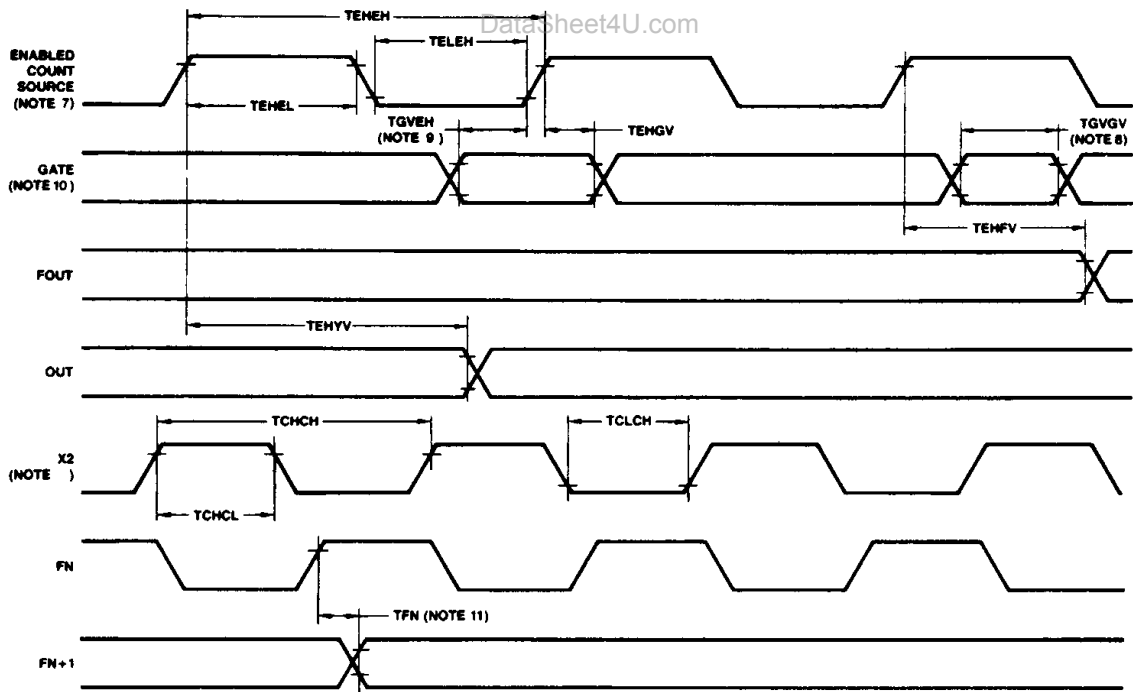 DataSheet4U.com
TEHEH
TELEH
ENABLED
COUNT
SOURCE
(NOTE 7)
TEHEL
TGVEH
(NOTE 9)
TEHGV
TGVGV
(NOTE 8)
GATE
(NOTE 10)
TEHFV
FOUT
TEHYV
OUT
TCHCH
TCLCH
X2
(NOTE )
TCHCL
FN
TFN (NOTE 11)
FN+1